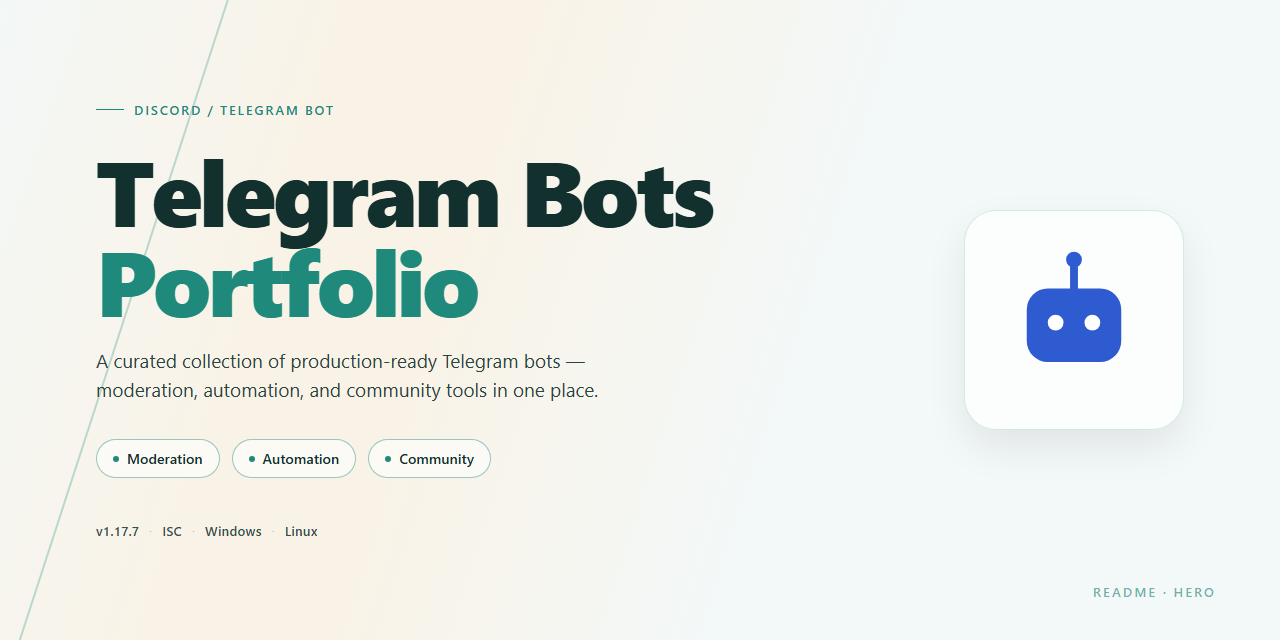 DISCORD / TELEGRAM BOT
Telegram Bots
Portfolio
A curated collection of production-ready Telegram bots —
moderation, automation, and community tools in one place.
Moderation Automation Community
v1.17.7 · ISC · Windows · Linux
README · HERO